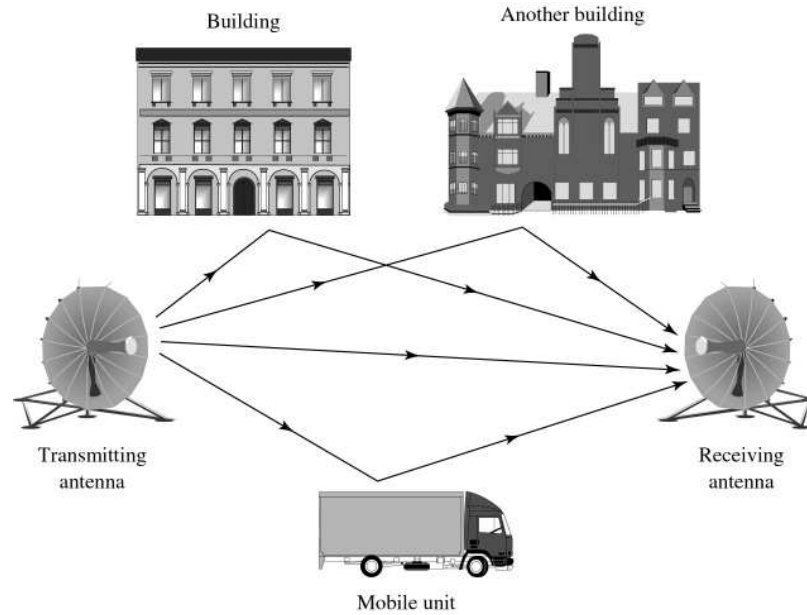 Building
Another building
Transmitting
antenna
Receiving
antenna
Mobile unit